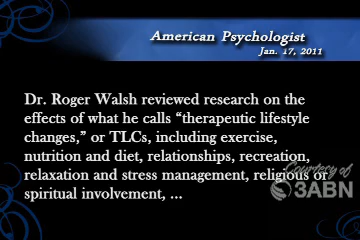 American Psychologist
Jan. 17, 2011
Dr. Roger Walsh reviewed research on the
effects of what he calls “therapeutic lifestyle
changes,” or TLCs, including exercise,
nutrition and diet, relationships, recreation,
relaxation and stress management, religious or
spiritual involvement, ...
Courtesy of
3ABN